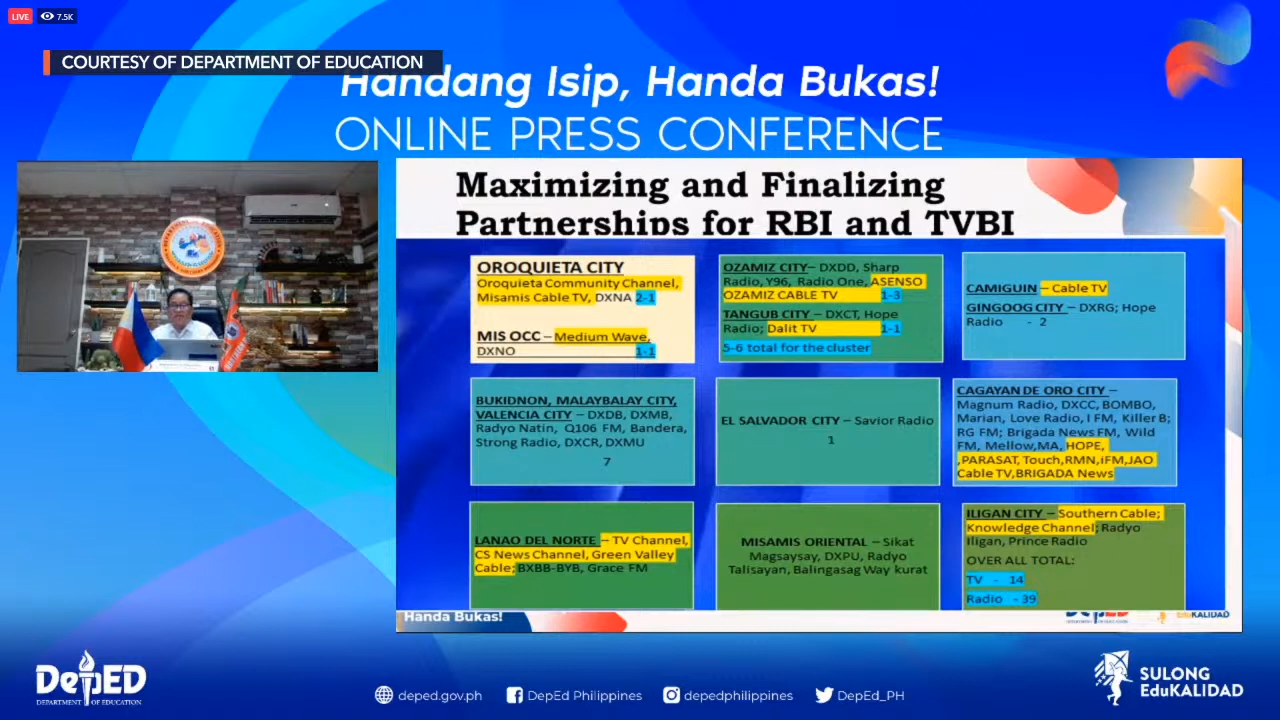 LIVE 7.5K
COURTESY OF DEPARTMENT OF EDUCATION
Handang Isip, Handa Bukas!
ONLINE PRESS CONFERENCE
Maximizing and Finalizing
Partnerships for RBI and TVBI
OROQUIETA CITY
Oroquieta Community Channel,
Misamis Cable TV, DXNA 2-1
MIS OCC – Medium Wave,
DXNO 1-1
OZAMIZ CITY– DXDD, Sharp
Radio, Y96, Radio One, ASENSO
OZAMIZ CABLE TV 1-3
TANGUB CITY – DXCT, Hope
Radio; Dalit TV 1-1
5-6 total for the cluster
CAMIGUIN – Cable TV
GINGOOG CITY – DXRG; Hope
Radio - 2
BUKIDNON, MALAYBALAY CITY,
VALENCIA CITY – DXDB, DXMB,
Radyo Natin, Q106 FM, Bandera,
Strong Radio, DXCR, DXMU
7
EL SALVADOR CITY – Savior Radio
1
CAGAYAN DE ORO CITY –
Magnum Radio, DXCC, BOMBO,
Marian, Love Radio, I FM, Killer B;
RG FM; Brigada News FM, Wild
FM, Mellow,MA, HOPE,
,PARASAT, Touch,RMN,iFM,JAO
Cable TV,BRIGADA News
LANAO DEL NORTE – TV Channel,
CS News Channel, Green Valley
Cable; BXBB-BYB, Grace FM
MISAMIS ORIENTAL – Sikat
Magsaysay, DXPU, Radyo
Talisayan, Balingasag Way kurat
ILIGAN CITY – Southern Cable;
Knowledge Channel; Radyo
Iligan, Prince Radio
OVER ALL TOTAL:
TV - 14
Radio - 39
Handa Bukas!
DepED
EduKALIDAD
DepED
DEPARTMENT OF EDUCATION
deped.gov.ph
DepEd Philippines
depedphilippines
DepEd_PH
SULONG
EduKALIDAD